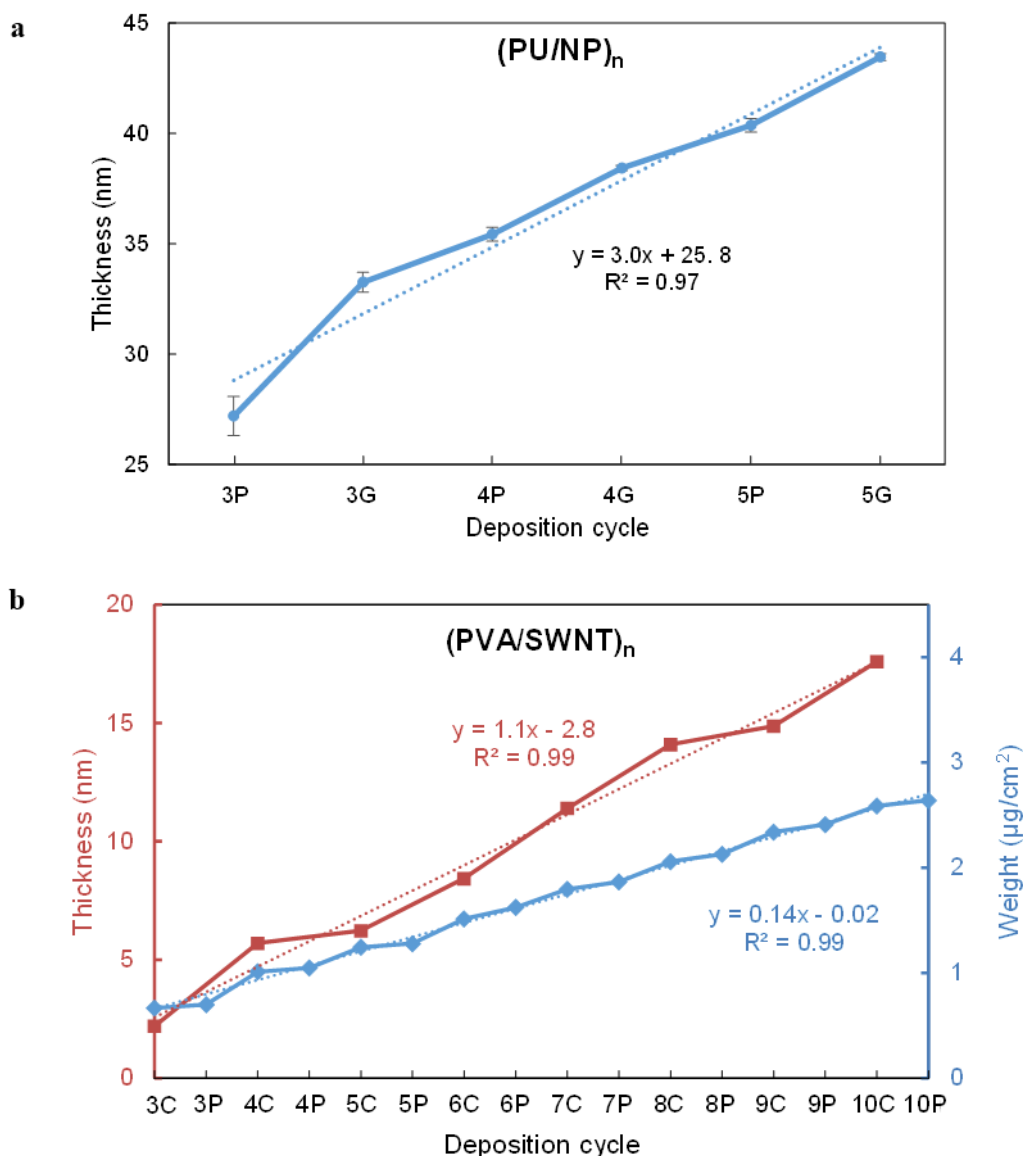 a
(PU/NP)n
45
40
35
30
25
Thickness (nm)
y = 3.0x + 25. 8
R² = 0.97
3P 3G 4P 4G 5P 5G
Deposition cycle
b
(PVA/SWNT)n
20
15
10
5
0
Thickness (nm)
y = 1.1x - 2.8
R² = 0.99
y = 0.14x - 0.02
R² = 0.99
4
3
2
1
0
Weight (µg/cm²)
3C 3P 4C 4P 5C 5P 6C 6P 7C 7P 8C 8P 9C 9P 10C 10P
Deposition cycle